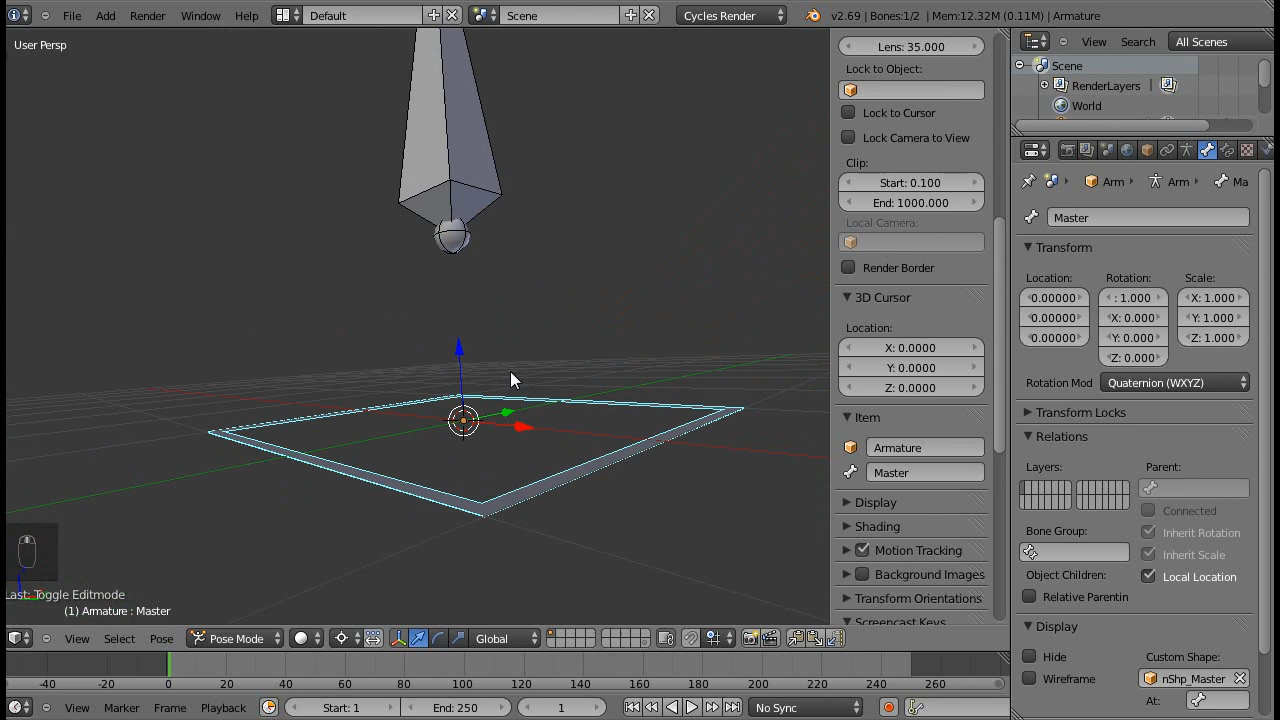 File Add Render Window Help Default Scene Cycles Render v2.69 | Bones:1/2 | Mem:12.32M (0.11M) | Armature
User Persp
Lens: 35.000
Lock to Object:
Lock to Cursor
Lock Camera to View
Clip:
Start: 0.100
End: 1000.000
Local Camera:
Render Border
3D Cursor
Location:
X: 0.0000
Y: 0.0000
Z: 0.0000
Item
Armature
Master
Display
Shading
Motion Tracking
Background Images
Transform Orientations
Screencast Keys
View Search All Scenes
Scene
RenderLayers |
World
Arm Arm Ma
Master
Transform
Location: Rotation: Scale:
0.00000 : 1.000 X: 1.000
0.00000 X: 0.000 Y: 1.000
0.00000 Y: 0.000 Z: 1.000
Z: 0.000
Rotation Mod Quaternion (WXYZ)
Transform Locks
Relations
Layers: Parent:
Connected
Bone Group: Inherit Rotation
Inherit Scale
Object Children: Local Location
Relative Parentin
Display
Hide Custom Shape:
Wireframe nShp_Master
At:
Last: Toggle Editmode
(1) Armature : Master
View Select Pose Pose Mode Global
-40 -20 0 20 40 60 80 100 120 140 160 180 200 220 240 260
View Marker Frame Playback Start: 1 End: 250 1 No Sync